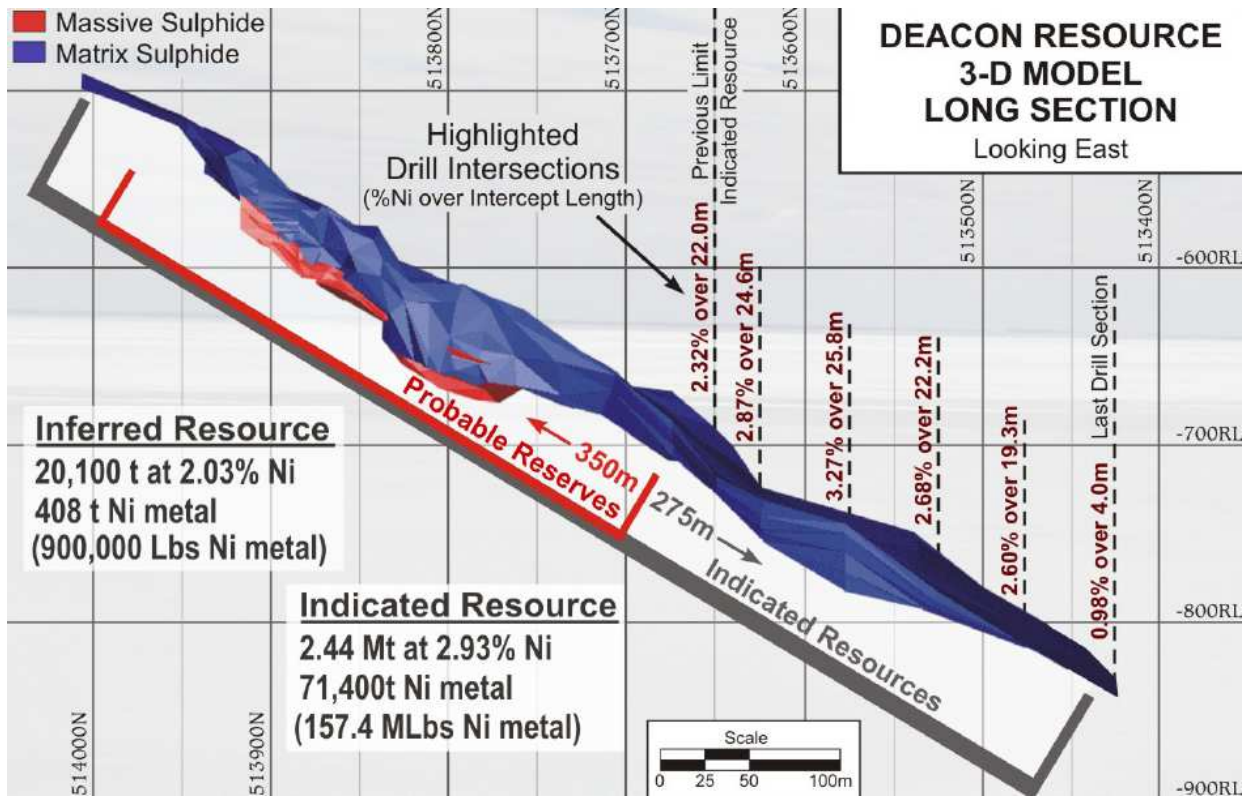 Massive Sulphide
Matrix Sulphide
DEACON RESOURCE
3-D MODEL
LONG SECTION
Looking East
513800N
513700N
513600N
513500N
513400N
514000N
513900N
Previous Limit
Indicated Resource
Highlighted
Drill Intersections
(%Ni over Intercept Length)
2.32% over 22.0m
2.87% over 24.6m
3.27% over 25.8m
2.68% over 22.2m
2.60% over 19.3m
0.98% over 4.0m
Last Drill Section
-600RL
-700RL
-800RL
-900RL
Probable Reserves
350m
275m
Indicated Resources
Inferred Resource
20,100 t at 2.03% Ni
408 t Ni metal
(900,000 Lbs Ni metal)
Indicated Resource
2.44 Mt at 2.93% Ni
71,400t Ni metal
(157.4 MLbs Ni metal)
Scale
0 25 50 100m